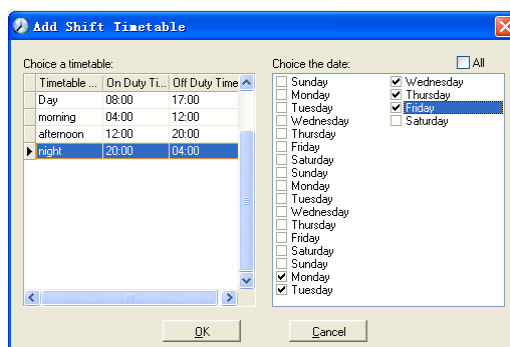 Add Shift Timetable
Choice a timetable:
Timetable ... On Duty Ti... Off Duty Time
Day 08:00 17:00
morning 04:00 12:00
afternoon 12:00 20:00
night 20:00 04:00
Choice the date:
All
Sunday
Monday
Tuesday
Wednesday
Thursday
Friday
Saturday
Sunday
Monday
Tuesday
Wednesday
Thursday
Friday
Saturday
Sunday
Monday
Tuesday
Wednesday
Thursday
Friday
Saturday
OK
Cancel